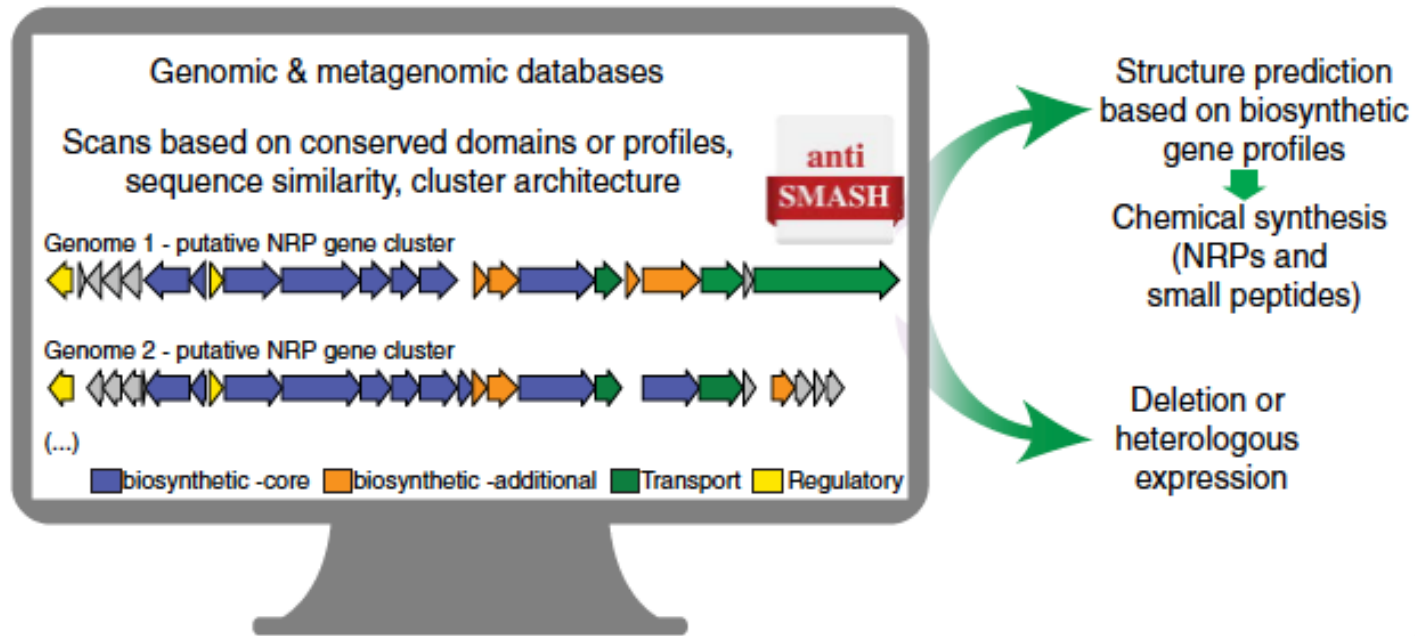 Genomic & metagenomic databases
Scans based on conserved domains or profiles,
sequence similarity, cluster architecture
anti
SMASH
Genome 1 - putative NRP gene cluster
Genome 2 - putative NRP gene cluster
(...)
biosynthetic -core biosynthetic -additional Transport Regulatory
Structure prediction
based on biosynthetic
gene profiles
Chemical synthesis
(NRPs and
small peptides)
Deletion or
heterologous
expression